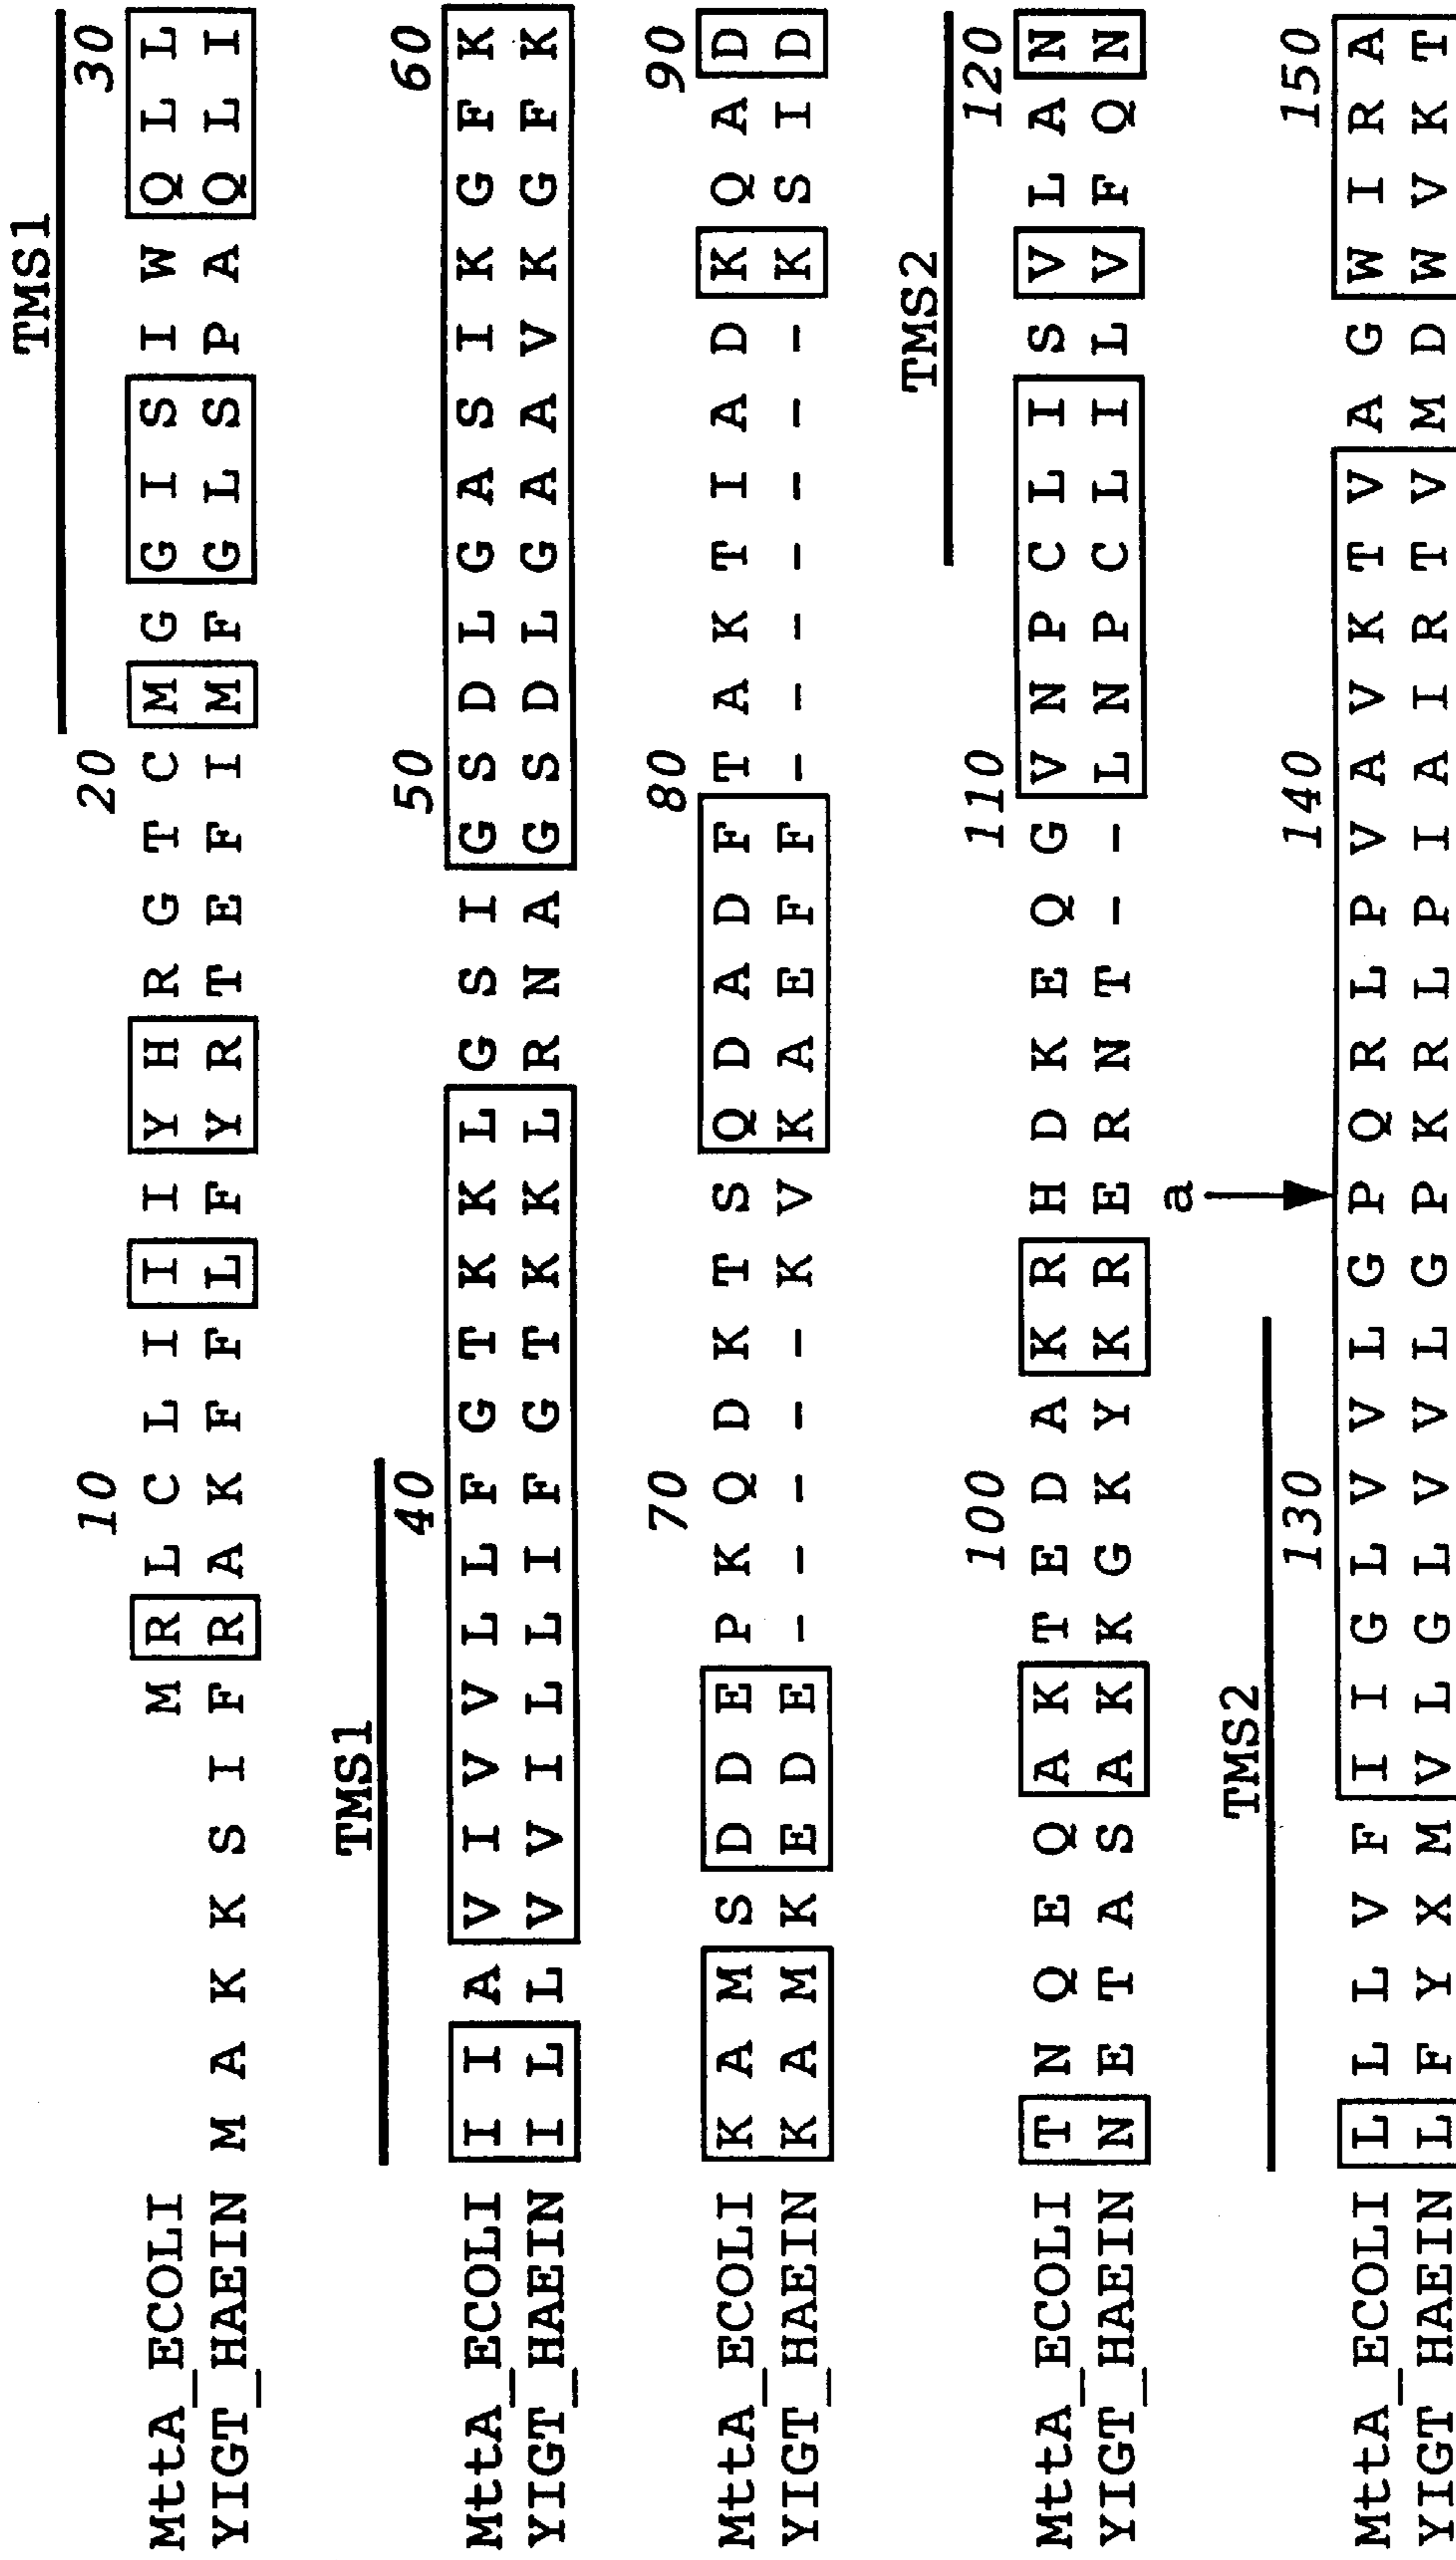 TMS1
10 20 30
MttA_ECOLI M R L C L I I I Y H R G T C M G G I S I W Q L L
YIGT_HAEIN M A K K S I F R A K F F L F Y R T E F I M F G L S P A Q L I
TMS1
40 50 60
MttA_ECOLI I I A V I V V L L F G T K K L G S I G S D L G A S I K G F K
YIGT_HAEIN I L L V V I L L I F G T K K L R N A G S D L G A A V K G F K
70 80 90
MttA_ECOLI K A M S D D E P K Q D K T S Q D A D F T A K T I A D K Q A D
YIGT_HAEIN K A M K E D E - - - - - K V K A E F F - - - - - - - K S I D
TMS2
100 110 120
MttA_ECOLI T N Q E Q A K T E D A K R H D K E Q G V N P C L I S V L A N
YIGT_HAEIN N E T A S A K K G K Y K R E R N T - - L N P C L I L V F Q N
TMS2 a
130 140 150
MttA_ECOLI L L L V F I I G L V V L G P Q R L P V A V K T V A G W I R A
YIGT_HAEIN L F Y X M V L G L V V L G P K R L P I A I R T V M D W V K T